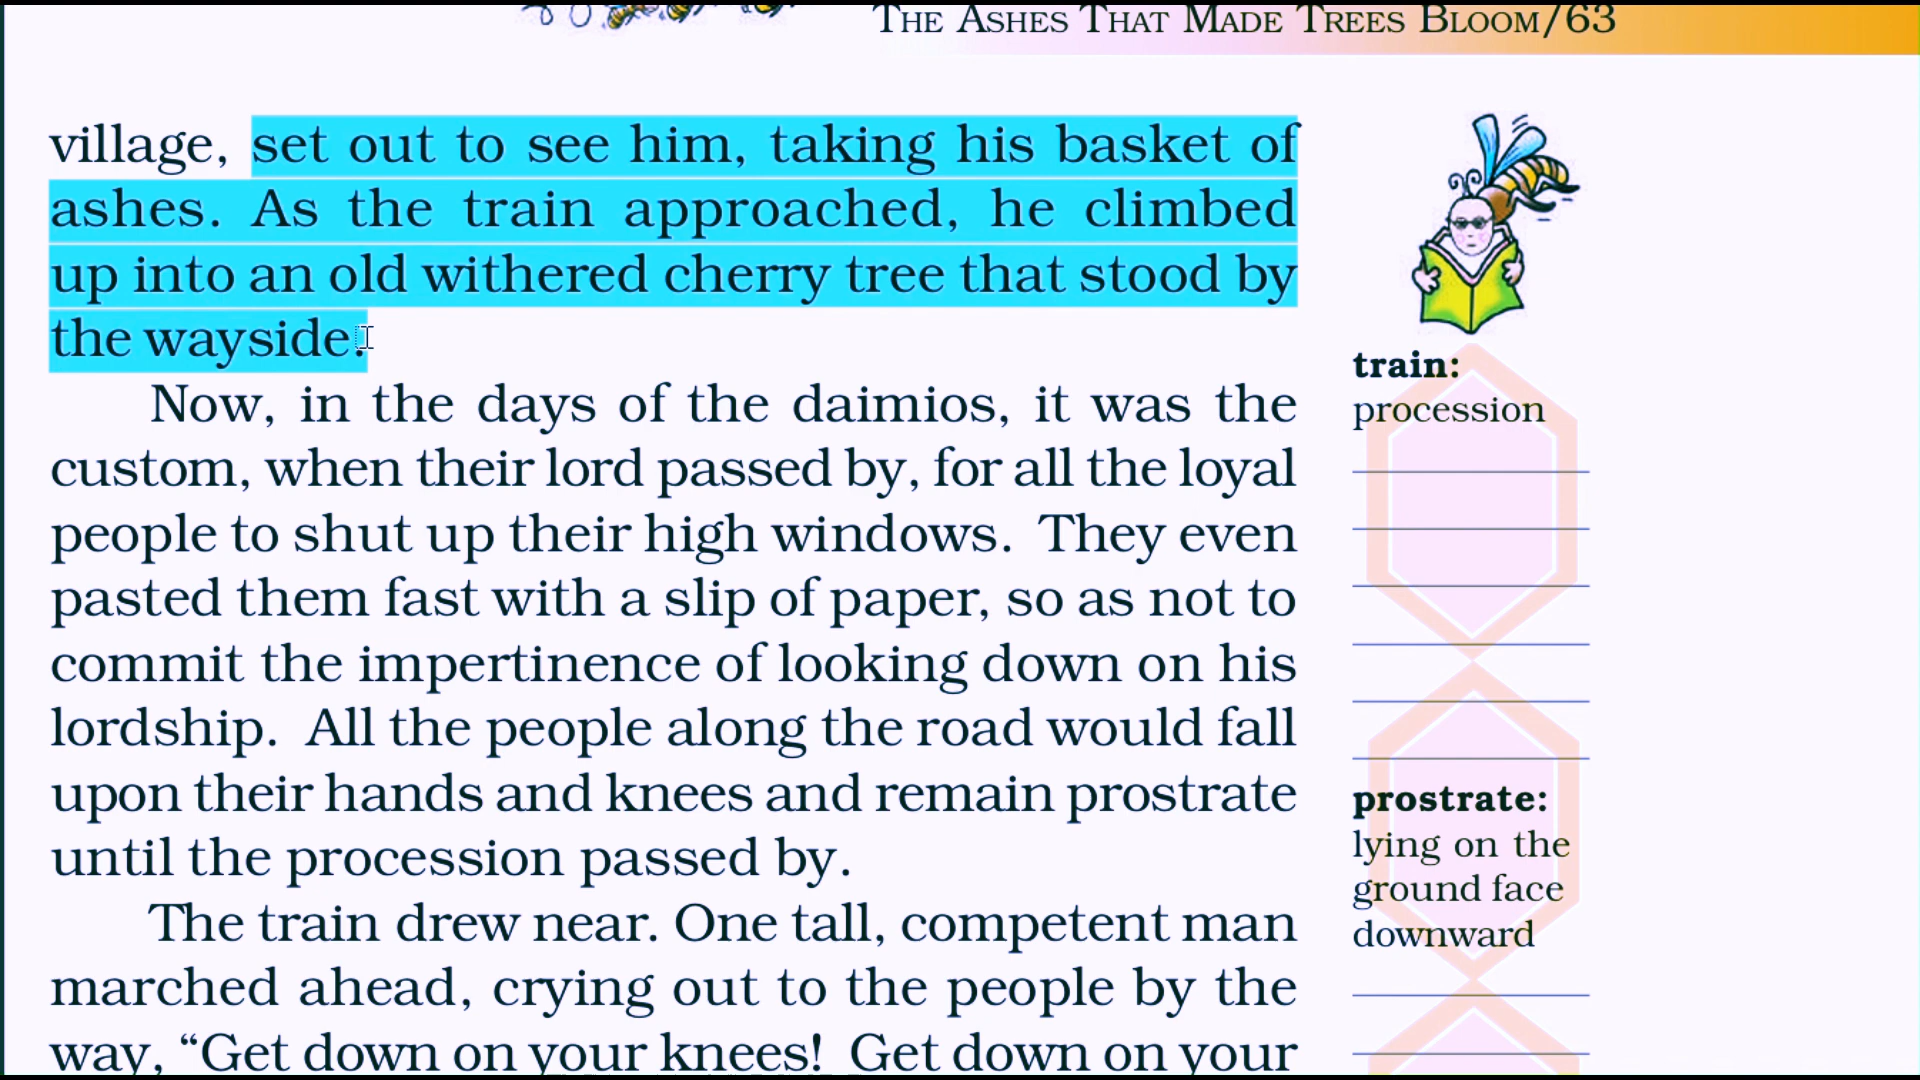 THE ASHES THAT MADE TREES BLOOM/63
village, set out to see him, taking his basket of
ashes. As the train approached, he climbed
up into an old withered cherry tree that stood by
the wayside.
Now, in the days of the daimios, it was the
custom, when their lord passed by, for all the loyal
people to shut up their high windows. They even
pasted them fast with a slip of paper, so as not to
commit the impertinence of looking down on his
lordship. All the people along the road would fall
upon their hands and knees and remain prostrate
until the procession passed by.
The train drew near. One tall, competent man
marched ahead, crying out to the people by the
way, “Get down on your knees! Get down on your
train:
procession
prostrate:
lying on the
ground face
downward